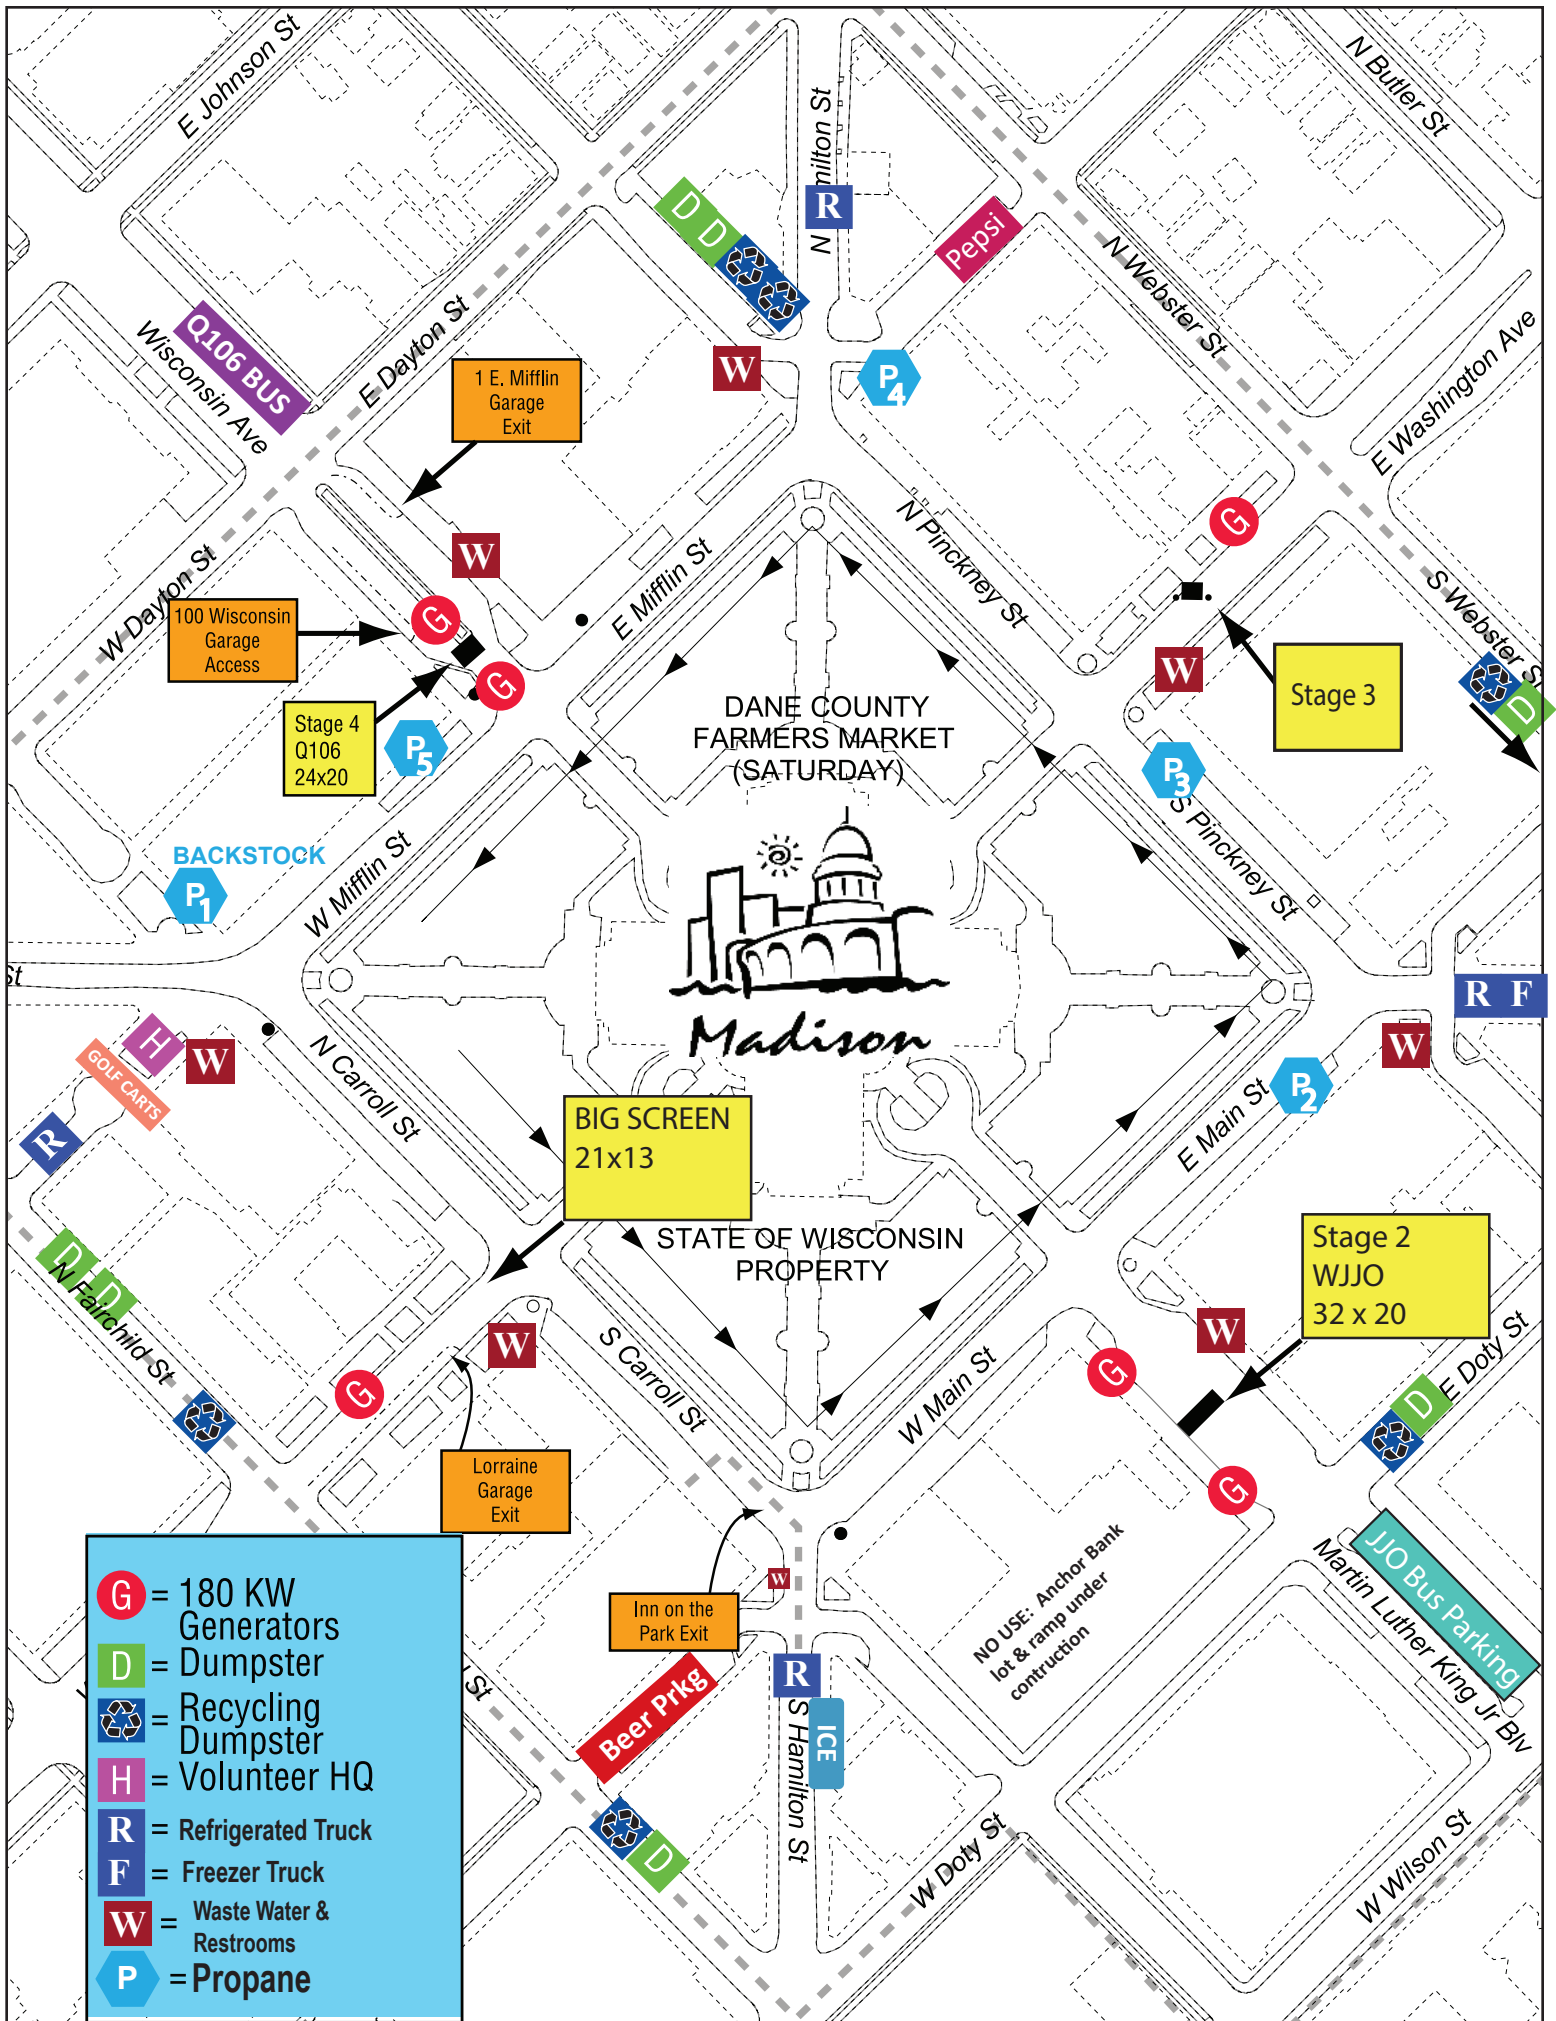 E Johnson St
N Butler St
N
milton St
R
D
D
Pepsi
N Webster St
E Washington Ave
Q106 BUS
Wisconsin Ave
E Dayton St
1 E. Mifflin
Garage
Exit
W
P4
N Pinckney St
G
W
E Mifflin St
W Dayton St
100 Wisconsin
Garage
Access
G
G
Stage 4
Q106
24x20
P5
W
Stage 3
S Webster St
D
DANE COUNTY
FARMERS MARKET
(SATURDAY)
P3
S Pinckney St
BACKSTOCK
P1
W Mifflin St
St
Madison
R F
W
P2
E Main St
H
GOLF CARTS
W
R
N Carroll St
BIG SCREEN
21x13
STATE OF WISCONSIN
PROPERTY
Stage 2
WJJO
32 x 20
W
D
D
N Fairchild St
G
W
S Carroll St
W Main St
G
E Doty St
D
G
Lorraine
Garage
Exit
W
Inn on the
Park Exit
NO USE: Anchor Bank
lot & ramp under
contruction
JJO Bus Parking
Martin Luther King Jr Blv
Beer Prkg
R
ICE
S Hamilton St
D
W Doty St
W Wilson St
St
G = 180 KW
Generators
D = Dumpster
= Recycling
Dumpster
H = Volunteer HQ
R = Refrigerated Truck
F = Freezer Truck
W = Waste Water &
Restrooms
P = Propane